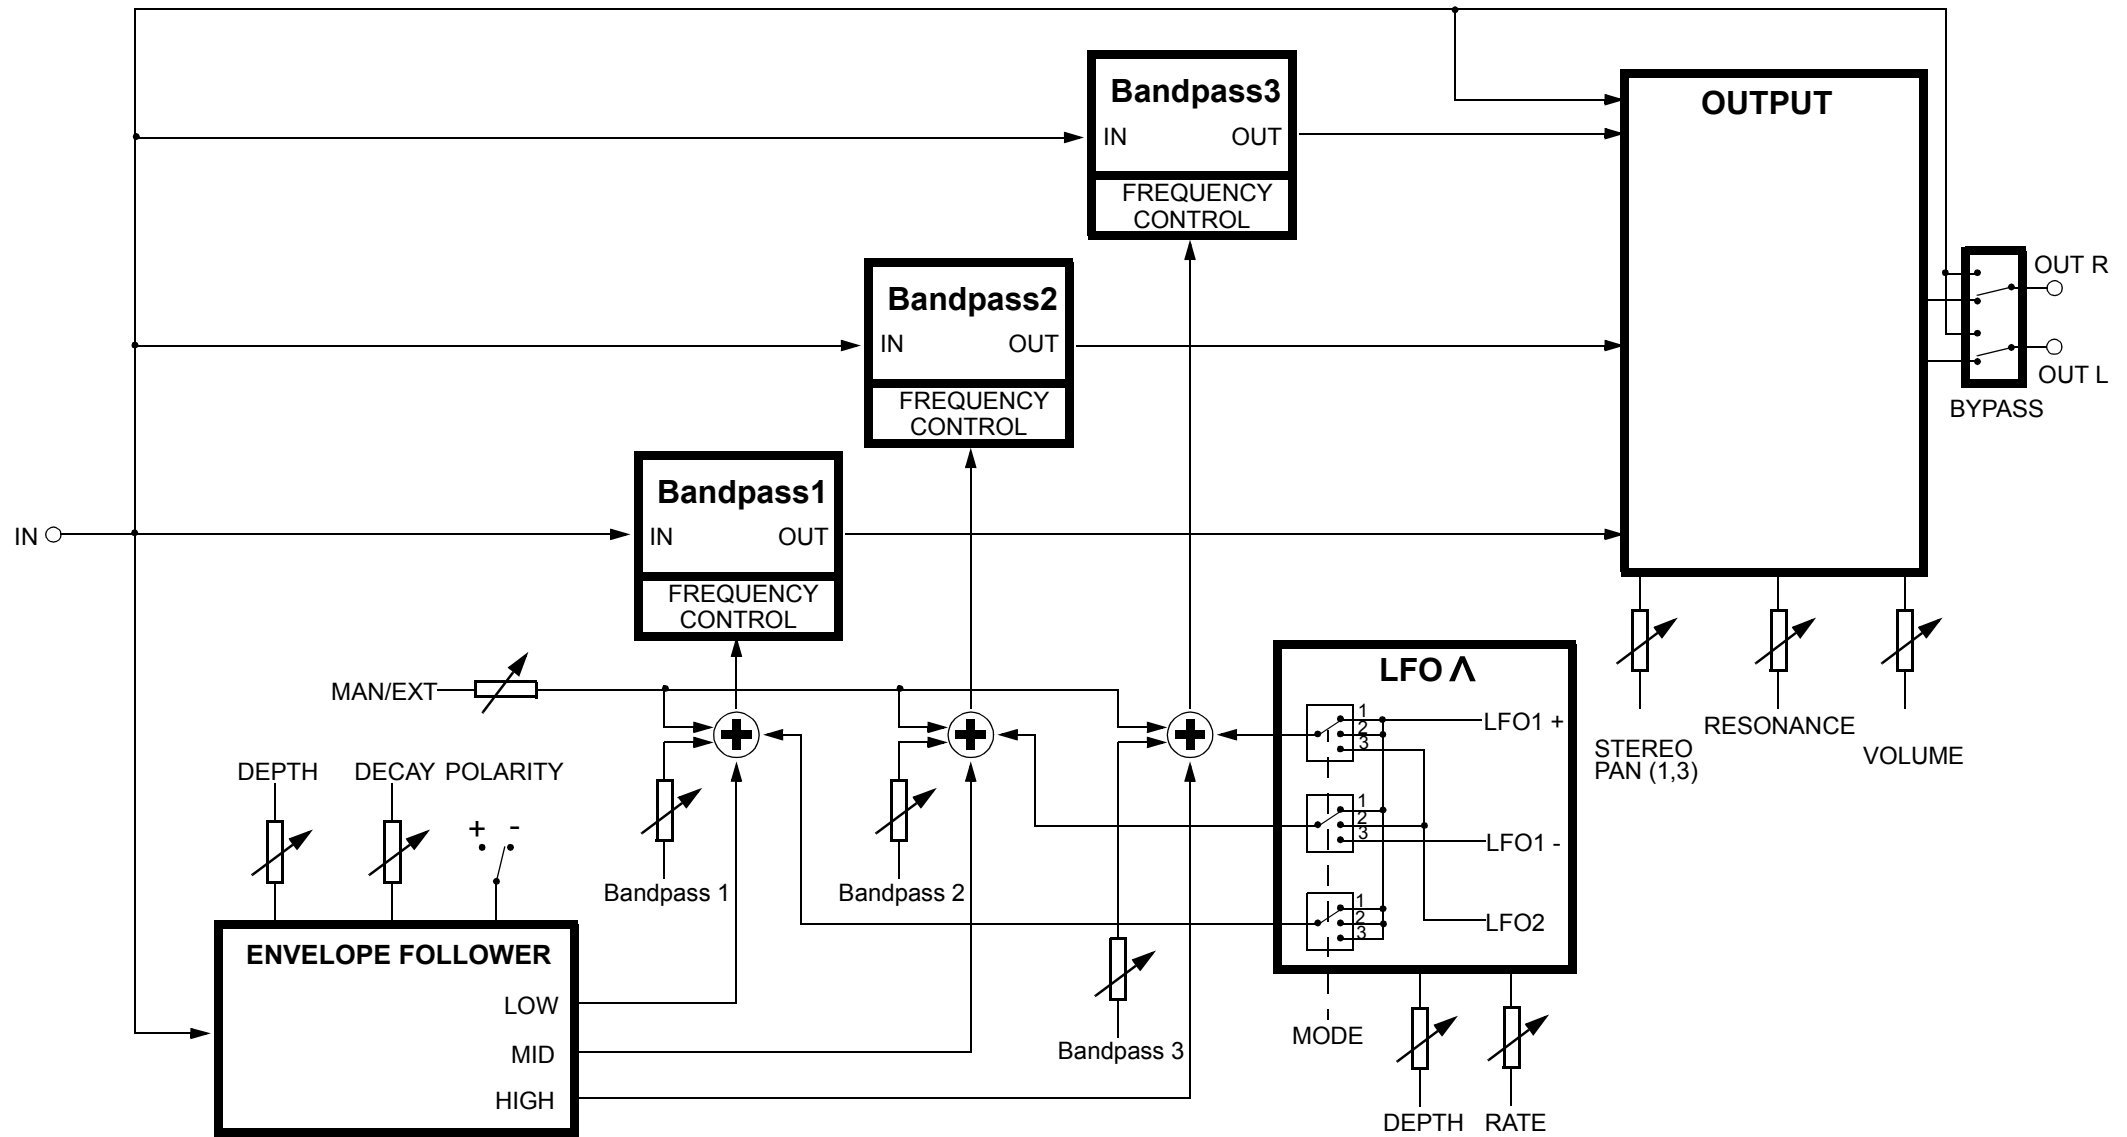 Bandpass3
IN OUT
FREQUENCY
CONTROL
OUTPUT
OUT R
OUT L
BYPASS
Bandpass2
IN OUT
FREQUENCY
CONTROL
Bandpass1
IN OUT
FREQUENCY
CONTROL
IN
MAN/EXT
DEPTH
DECAY
POLARITY
+ -
Bandpass 1
Bandpass 2
Bandpass 3
ENVELOPE FOLLOWER
LOW
MID
HIGH
LFO Λ
1
2
3
LFO1 +
1
2
3
LFO1 -
1
2
3
LFO2
MODE
DEPTH
RATE
STEREO
PAN (1,3)
RESONANCE
VOLUME